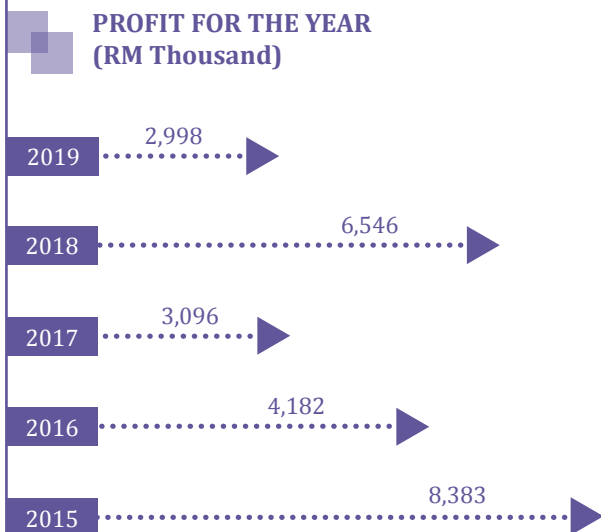 PROFIT FOR THE YEAR
(RM Thousand)
2019 2,998
2018 6,546
2017 3,096
2016 4,182
2015 8,383